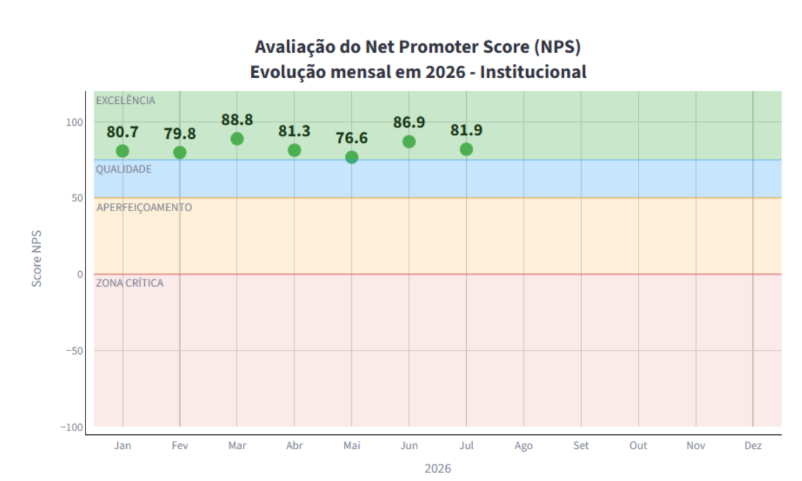 Avaliação do Net Promoter Score (NPS)
Evolução mensal em 2026 - Institucional
EXCELÊNCIA
100
80.7 79.8 88.8 81.3 76.6 86.9 81.9
QUALIDADE
50
APERFEIÇOAMENTO
Score NPS
0
ZONA CRÍTICA
−50
−100
Jan Fev Mar Abr Mai Jun Jul Ago Set Out Nov Dez
2026